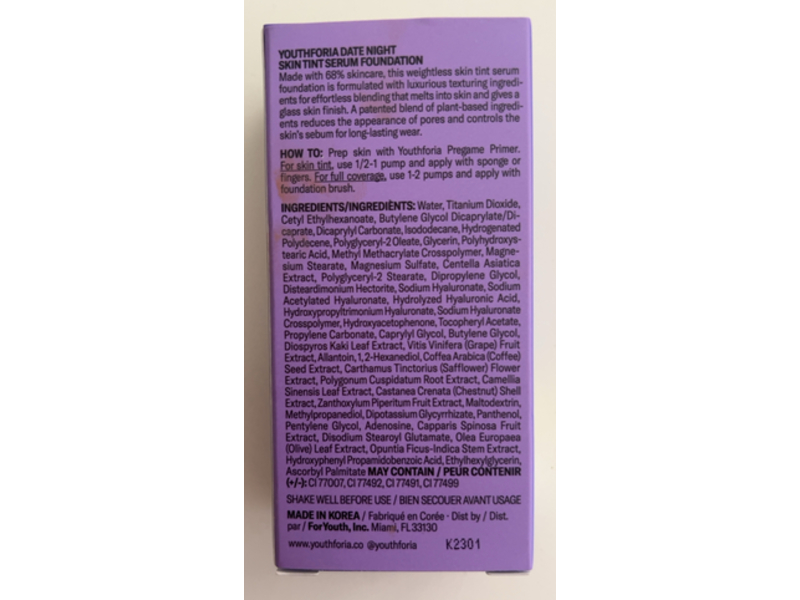 YOUTHFORIA DATE NIGHT
SKIN TINT SERUM FOUNDATION
Made with 68% skincare, this weightless skin tint serum
foundation is formulated with luxurious texturing ingredi-
ents for effortless blending that melts into skin and gives a
glass skin finish. A patented blend of plant-based ingredi-
ents reduces the appearance of pores and controls the
skin's sebum for long-lasting wear.
HOW TO: Prep skin with Youthforia Pregame Primer.
For skin tint, use 1/2-1 pump and apply with sponge or
fingers. For full coverage, use 1-2 pumps and apply with
foundation brush.
INGREDIENTS/INGREDIÈNTS: Water, Titanium Dioxide,
Cetyl Ethylhexanoate, Butylene Glycol Dicaprylate/Di-
caprate, Dicaprylyl Carbonate, Isododecane, Hydrogenated
Polydecene, Polyglyceryl-2 Oleate, Glycerin, Polyhydroxys-
tearic Acid, Methyl Methacrylate Crosspolymer, Magne-
sium Stearate, Magnesium Sulfate, Centella Asiatica
Extract, Polyglyceryl-2 Stearate, Dipropylene Glycol,
Disteardimonium Hectorite, Sodium Hyaluronate, Sodium
Acetylated Hyaluronate, Hydrolyzed Hyaluronic Acid,
Hydroxypropyltrimonium Hyaluronate, Sodium Hyaluronate
Crosspolymer, Hydroxyacetophenone, Tocopheryl Acetate,
Propylene Carbonate, Caprylyl Glycol, Butylene Glycol,
Diospyros Kaki Leaf Extract, Vitis Vinifera (Grape) Fruit
Extract, Allantoin, 1, 2-Hexanediol, Coffea Arabica (Coffee)
Seed Extract, Carthamus Tinctorius (Safflower) Flower
Extract, Polygonum Cuspidatum Root Extract, Camellia
Sinensis Leaf Extract, Castanea Crenata (Chestnut) Shell
Extract, Zanthoxylum Piperitum Fruit Extract, Maltodextrin,
Methylpropanediol, Dipotassium Glycyrrhizate, Panthenol,
Pentylene Glycol, Adenosine, Capparis Spinosa Fruit
Extract, Disodium Stearoyl Glutamate, Olea Europaea
(Olive) Leaf Extract, Opuntia Ficus-Indica Stem Extract,
Hydroxyphenyl Propamidobenzoic Acid, Ethylhexylglycerin,
Ascorbyl Palmitate MAY CONTAIN / PEUR CONTENIR
(+/-): CI 77007, CI 77492, CI 77491, CI 77499
SHAKE WELL BEFORE USE / BIEN SECOUER AVANT USAGE
MADE IN KOREA / Fabriqué en Corée · Dist by / Dist.
par / ForYouth, Inc. Miami, FL 33130
www.youthforia.co @youthforia K2301